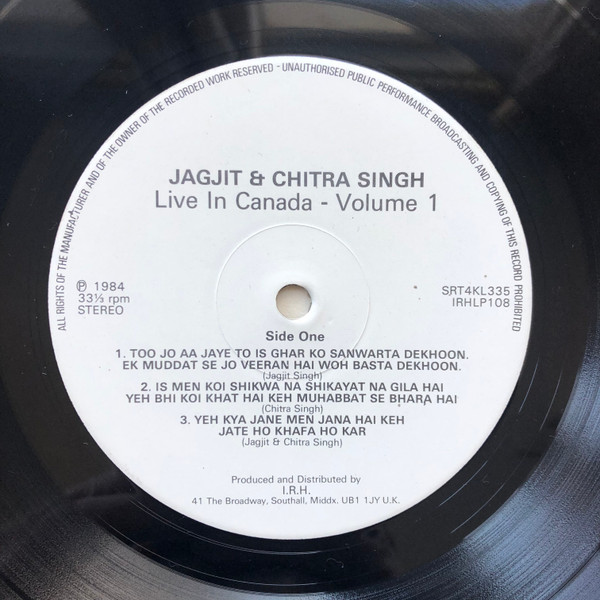 ALL RIGHTS OF THE MANUFACTURER AND OF THE OWNER OF THE RECORDED WORK RESERVED - UNAUTHORISED PUBLIC PERFORMANCE BROADCASTING AND COPYING OF THIS RECORD PROHIBITED
JAGJIT & CHITRA SINGH
Live In Canada - Volume 1
℗ 1984
33⅓ rpm
STEREO
SRT4KL335
IRHLP108
Side One
1. TOO JO AA JAYE TO IS GHAR KO SANWARTA DEKHOON.
EK MUDDAT SE JO VEERAN HAI WOH BASTA DEKHOON.
(Jagjit Singh)
2. IS MEN KOI SHIKWA NA SHIKAYAT NA GILA HAI
YEH BHI KOI KHAT HAI KEH MUHABBAT SE BHARA HAI
(Chitra Singh)
3. YEH KYA JANE MEN JANA HAI KEH
JATE HO KHAFA HO KAR
(Jagjit & Chitra Singh)
Produced and Distributed by
I.R.H.
41 The Broadway, Southall, Middx. UB1 1JY U.K.